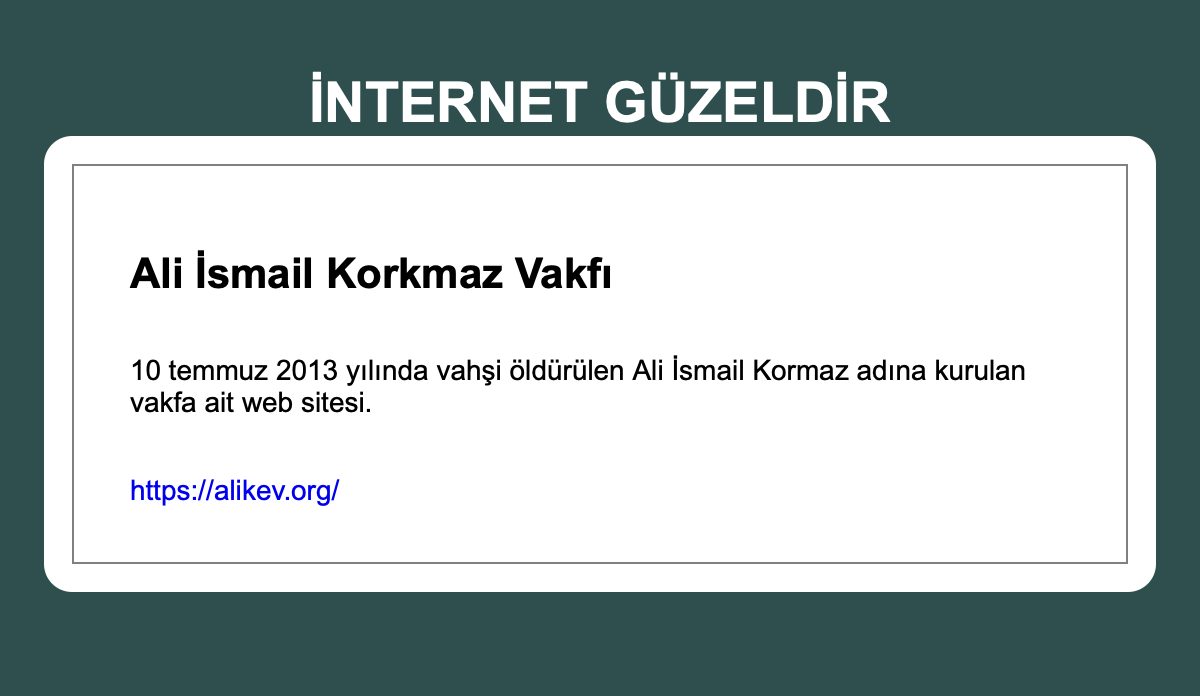 İNTERNET GÜZELDİR
Ali İsmail Korkmaz Vakfı
10 temmuz 2013 yılında vahşi öldürülen Ali İsmail Kormaz adına kurulan
vakfa ait web sitesi.
https://alikev.org/